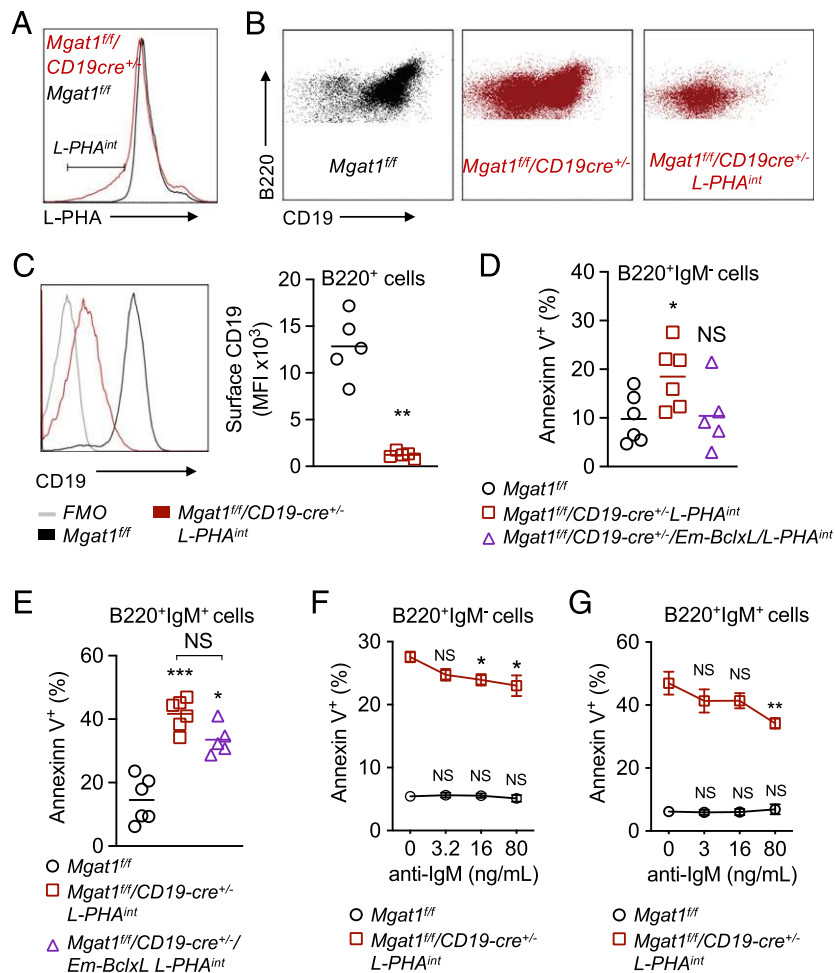 A
Mgat1f/f/
CD19cre+/-
Mgat1f/f
L-PHAint
L-PHA
B
B220
CD19
Mgat1f/f
Mgat1f/f/CD19cre+/-
Mgat1f/f/CD19cre+/-
L-PHAint
C
CD19
B220+ cells
Surface CD19
(MFI x103)
20
15
10
5
0
**
FMO
Mgat1f/f
Mgat1f/f/CD19-cre+/-
L-PHAint
D
B220+IgM- cells
Annexinn V+ (%)
40
30
20
10
0
*
NS
Mgat1f/f
Mgat1f/f/CD19-cre+/-L-PHAint
Mgat1f/f/CD19-cre+/-/Em-BclxL/L-PHAint
E
B220+IgM+ cells
NS
Annexinn V+ (%)
60
40
20
0
***
*
Mgat1f/f
Mgat1f/f/CD19-cre+/-
L-PHAint
Mgat1f/f/CD19-cre+/-/
Em-BclxL L-PHAint
F
B220+IgM- cells
Annexin V+ (%)
30
20
10
0
NS
*
*
NS
NS
NS
0
3.2
16
80
anti-IgM (ng/mL)
Mgat1f/f
Mgat1f/f/CD19-cre+/-
L-PHAint
G
B220+IgM+ cells
Annexin V+ (%)
60
40
20
0
NS
NS
**
NS
NS
NS
0
3
16
80
anti-IgM (ng/mL)
Mgat1f/f
Mgat1f/f/CD19-cre+/-
L-PHAint